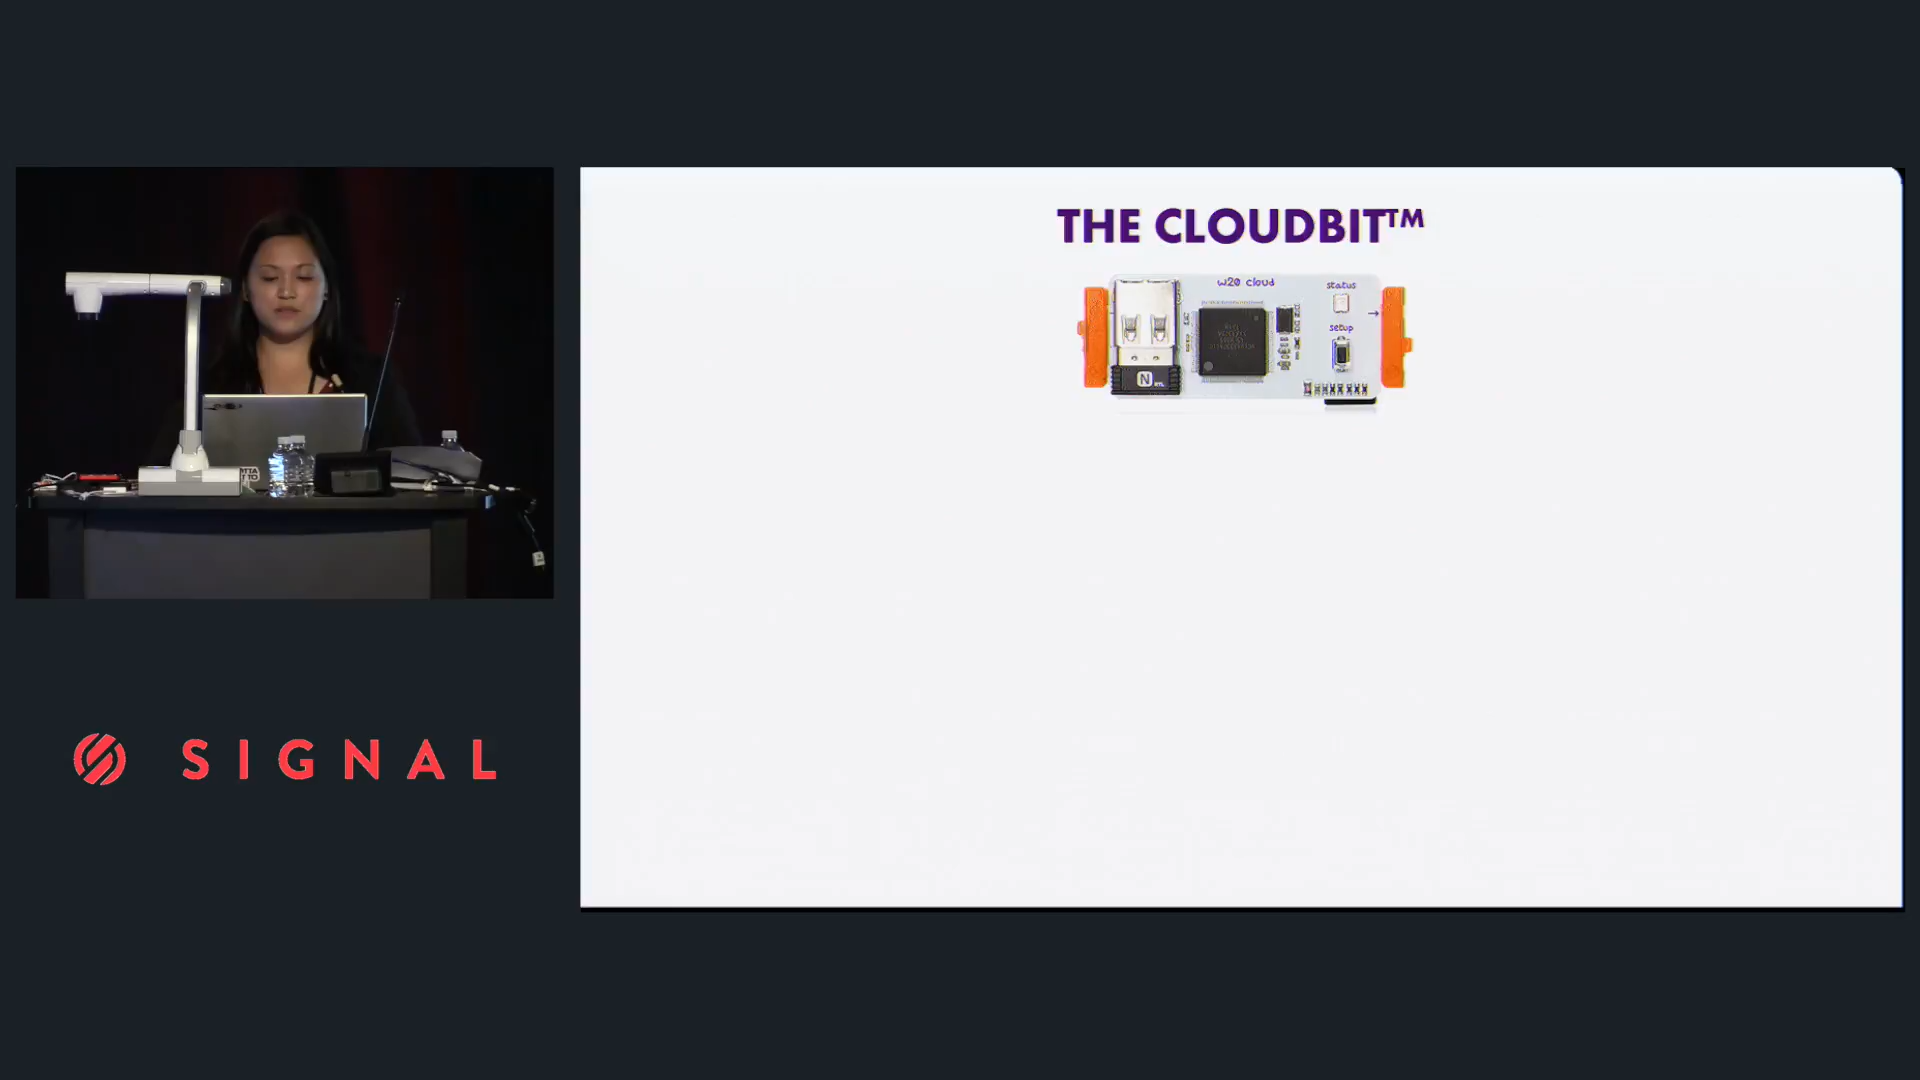 THE CLOUDBIT™
w20 cloud
status
setup
N
SIGNAL